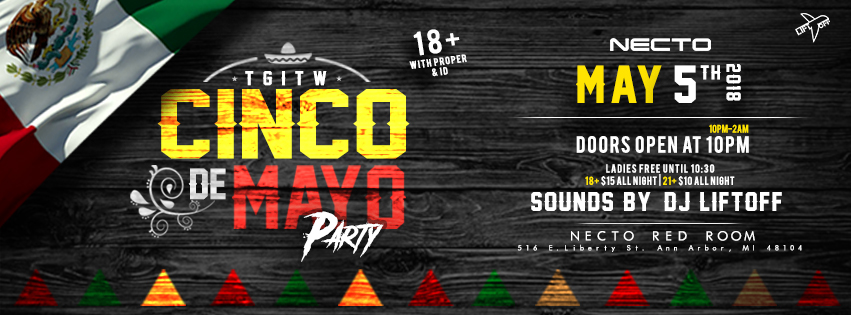 TGITW
CINCO
DE MAYO
PARTY
18+
WITH PROPER
& ID
LIFT OFF
NECTO
MAY 5TH 2018
10PM-2AM
DOORS OPEN AT 10PM
LADIES FREE UNTIL 10:30
18+ $15 ALL NIGHT | 21+ $10 ALL NIGHT
SOUNDS BY DJ LIFTOFF
NECTO RED ROOM
516 E.Liberty St. Ann Arbor, MI 48104